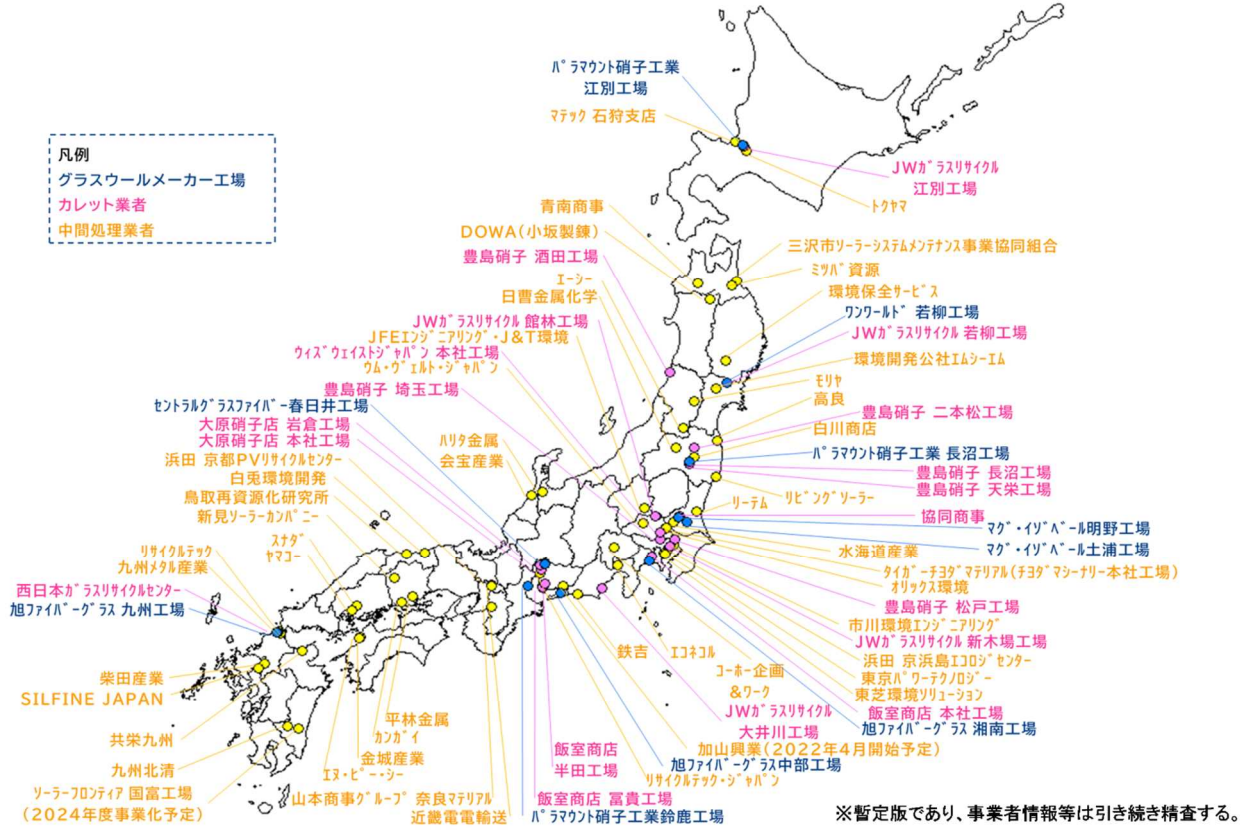 パラマウント硝子工業
江別工場
マテック 石狩支店
凡例
グラスウールメーカー工場
カレット業者
中間処理業者
JWガラスリサイクル
江別工場
トクヤマ
青南商事
DOWA(小坂製錬)
豊島硝子 酒田工場
エーシー
日曹金属化学
JWガラスリサイクル 館林工場
JFEエンジニアリング・J&T環境
ウィズウェイストジャパン 本社工場
ウム・ヴェルト・ジャパン
豊島硝子 埼玉工場
セントラルグラスファイバー春日井工場
大原硝子店 岩倉工場
大原硝子店 本社工場
ハリタ金属
会宝産業
浜田 京都PVリサイクルセンター
白兎環境開発
鳥取再資源化研究所
新見ソーラーカンパニー
スナダ
ヤマコー
リサイクルテック
九州メタル産業
西日本ガラスリサイクルセンター
旭ファイバーグラス 九州工場
三沢市ソーラーシステムメンテナンス事業協同組合
ミツバ資源
環境保全サービス
ワンワールド 若柳工場
JWガラスリサイクル 若柳工場
環境開発公社エムシーエム
モリヤ
高良
豊島硝子 二本松工場
白川商店
パラマウント硝子工業 長沼工場
豊島硝子 長沼工場
豊島硝子 天栄工場
リビングソーラー
リーテム
協同商事
マグ・イゾベール明野工場
水海道産業
マグ・イゾベール土浦工場
タイガーチヨダマテリアル(チヨダマシーナリー本社工場)
オリックス環境
豊島硝子 松戸工場
市川環境エンジニアリング
JWガラスリサイクル 新木場工場
浜田 京浜島エコロジセンター
東京パワーテクノロジー
東芝環境ソリューション
飯室商店 本社工場
旭ファイバーグラス 湘南工場
鉄吉
エコネコル
コーホー企画
&ワーク
JWガラスリサイクル
大井川工場
加山興業(2022年4月開始予定)
旭ファイバーグラス中部工場
リサイクルテック・ジャパン
飯室商店
半田工場
飯室商店 冨貴工場
パラマウント硝子工業鈴鹿工場
柴田産業
SILFINE JAPAN
共栄九州
九州北清
ソーラーフロンティア 国富工場
(2024年度事業化予定)
平林金属
カンガイ
金城産業
エヌ・ピー・シー
山本商事グループ 奈良マテリアル
近畿電電輸送
※暫定版であり、事業者情報等は引き続き精査する。